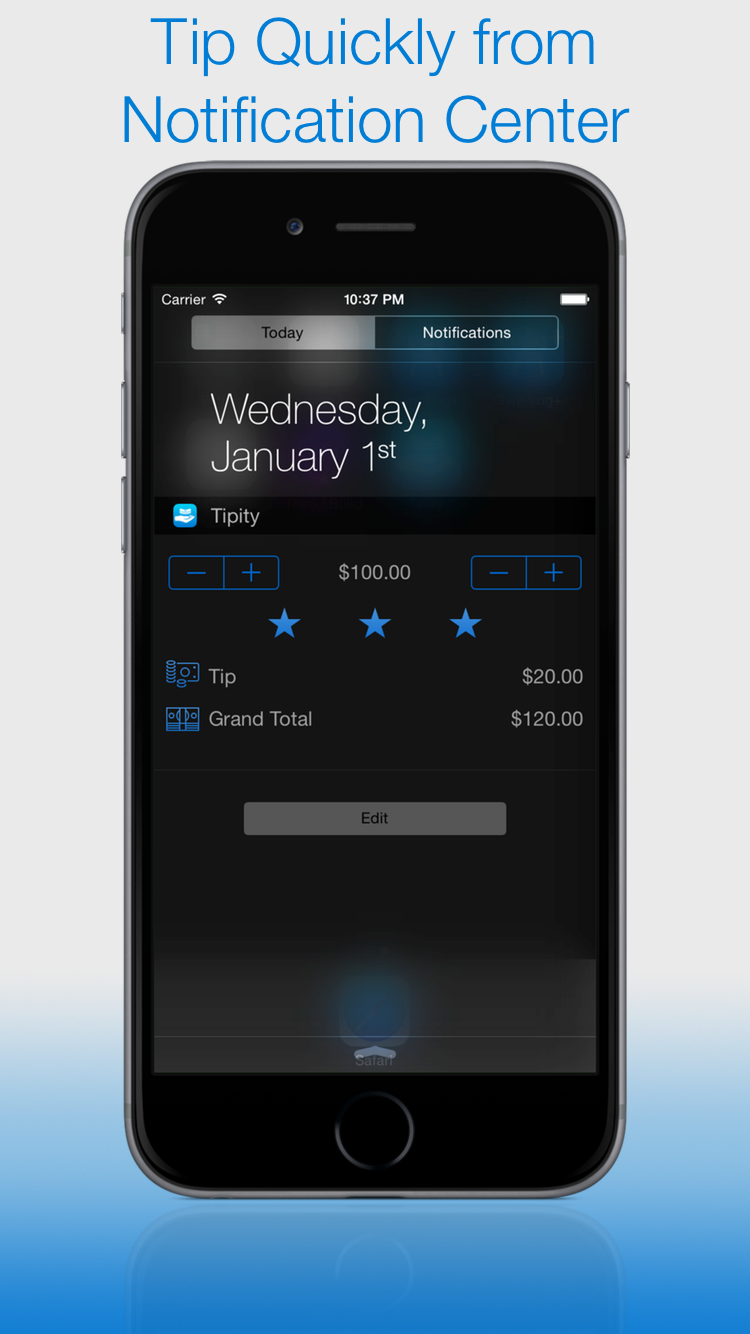 Tip Quickly from
Notification Center
Carrier 10:37 PM
Today Notifications
Wednesday,
January 1st
Tipity
− + $100.00 − +
Tip $20.00
Grand Total $120.00
Edit
Safari